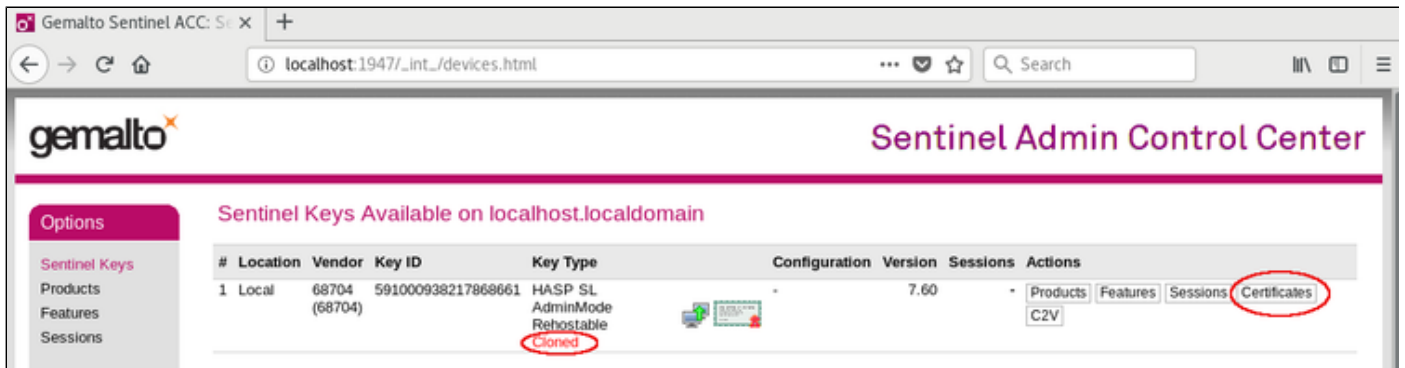 Gemalto Sentinel ACC: Se
localhost:1947/_int_/devices.html
Search
gemalto
Sentinel Admin Control Center
Options
Sentinel Keys
Products
Features
Sessions
Sentinel Keys Available on localhost.localdomain
# Location Vendor Key ID Key Type Configuration Version Sessions Actions
1 Local 68704 591000938217868661 HASP SL - 7.60 - Products Features Sessions Certificates
(68704) AdminMode C2V
Rehostable
Cloned